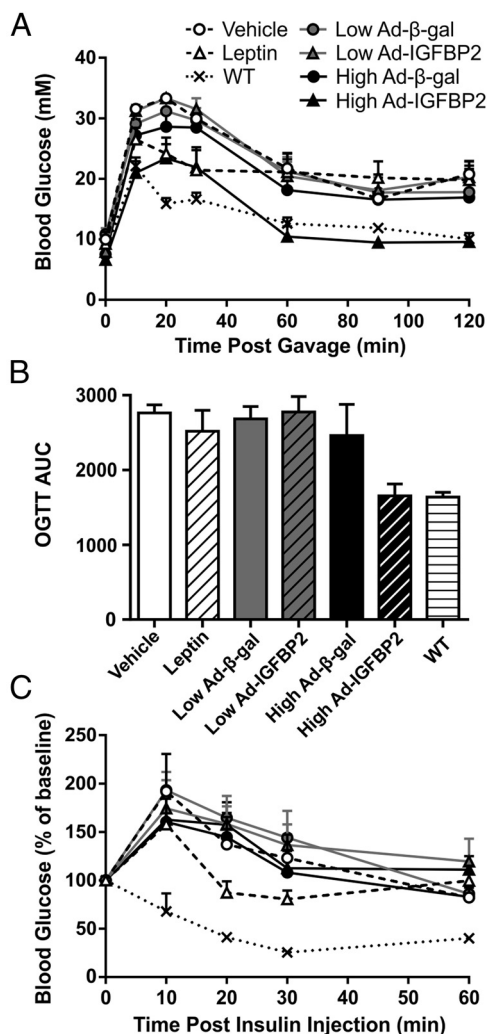 A
Vehicle
Leptin
WT
Low Ad-β-gal
Low Ad-IGFBP2
High Ad-β-gal
High Ad-IGFBP2
Blood Glucose (mM)
40
30
20
10
0
0 20 40 60 80 100 120
Time Post Gavage (min)
B
OGTT AUC
3000
2000
1000
0
Vehicle
Leptin
Low Ad-β-gal
Low Ad-IGFBP2
High Ad-β-gal
High Ad-IGFBP2
WT
C
Blood Glucose (% of baseline)
250
200
150
100
50
0
0 10 20 30 40 50 60
Time Post Insulin Injection (min)